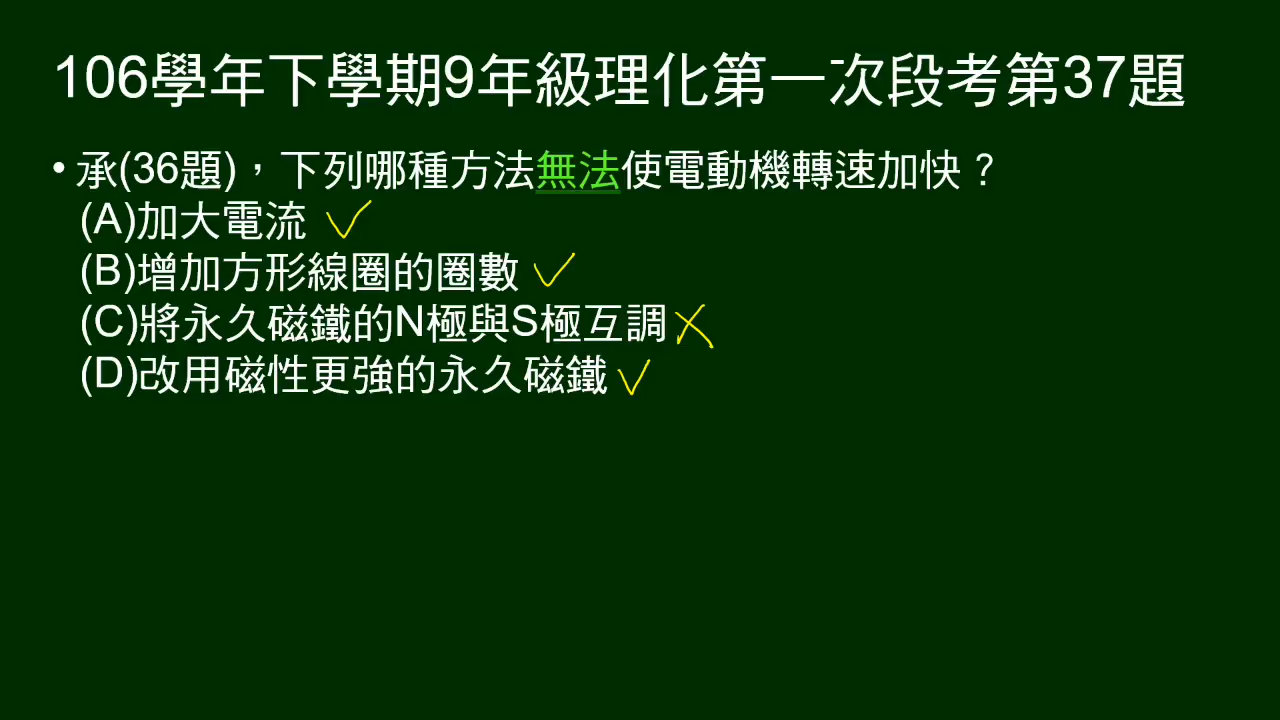 106學年下學期9年級理化第一次段考第37題
• 承(36題)，下列哪種方法無法使電動機轉速加快？
(A)加大電流
(B)增加方形線圈的圈數
(C)將永久磁鐵的N極與S極互調
(D)改用磁性更強的永久磁鐵